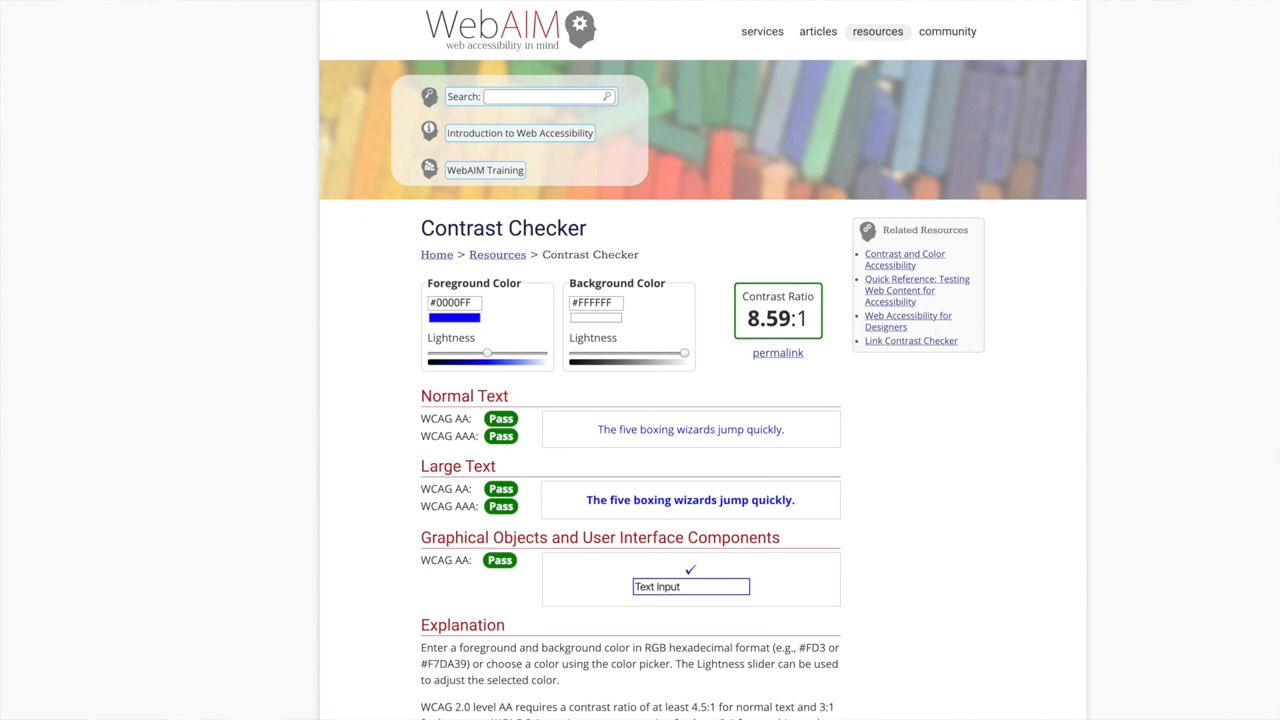 WebAIM
web accessibility in mind
services articles resources community
Search:
Introduction to Web Accessibility
WebAIM Training
Contrast Checker
Home > Resources > Contrast Checker
Foreground Color
#0000FF
Lightness
Background Color
#FFFFFF
Lightness
Contrast Ratio
8.59:1
permalink
Related Resources
Contrast and Color
Accessibility
Quick Reference: Testing
Web Content for
Accessibility
Web Accessibility for
Designers
Link Contrast Checker
Normal Text
WCAG AA: Pass
WCAG AAA: Pass
The five boxing wizards jump quickly.
Large Text
WCAG AA: Pass
WCAG AAA: Pass
The five boxing wizards jump quickly.
Graphical Objects and User Interface Components
WCAG AA: Pass
✓
Text Input
Explanation
Enter a foreground and background color in RGB hexadecimal format (e.g., #FD3 or
#F7DA39) or choose a color using the color picker. The Lightness slider can be used
to adjust the selected color.
WCAG 2.0 level AA requires a contrast ratio of at least 4.5:1 for normal text and 3:1